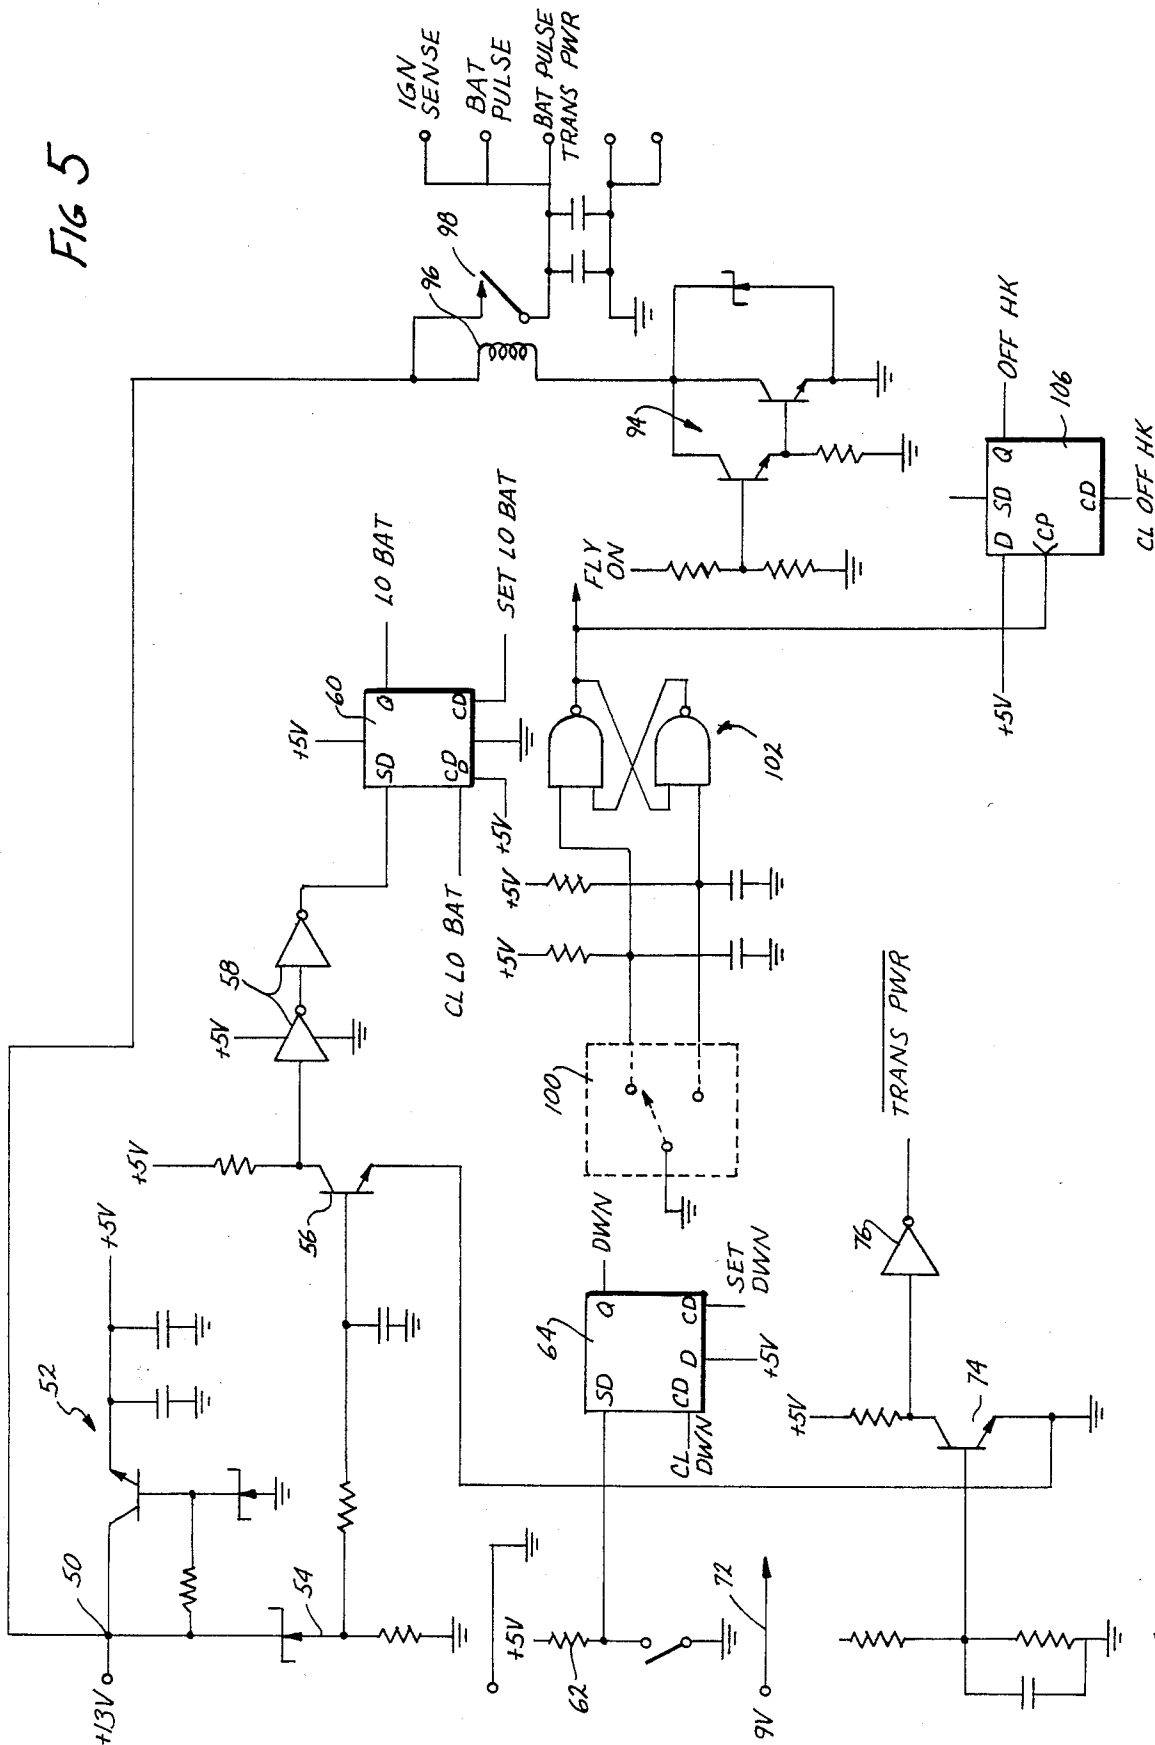 FIG. 5
+13V
50
52
+5V
54
+5V
56
+5V
58
+5V
SD
Q
60
CD
D
CD
LO BAT
CL LO BAT
+5V
SET LO BAT
96
98
IGN
SENSE
BAT
PULSE
BAT PULSE
TRANS PWR
+5V
62
SD
Q
64
CD
D
CD
DWN
CL
DWN
+5V
SET
DWN
100
+5V
+5V
102
FLY
ON
94
9V
72
+5V
74
76
TRANS PWR
+5V
D
SD
Q
CP
CD
OFF HK
106
CL OFF HK